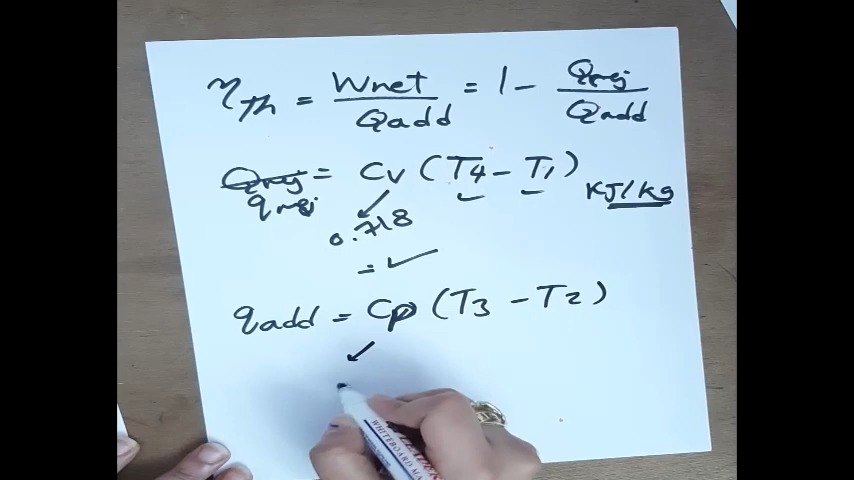 ηth = Wnet / Qadd = 1 - Qrej / Qadd
Qrej = Cv (T4 - T1) KJ/Kg
qrej
0.718
= ✓
qadd = Cp (T3 - T2)
WHITEBOARD MA